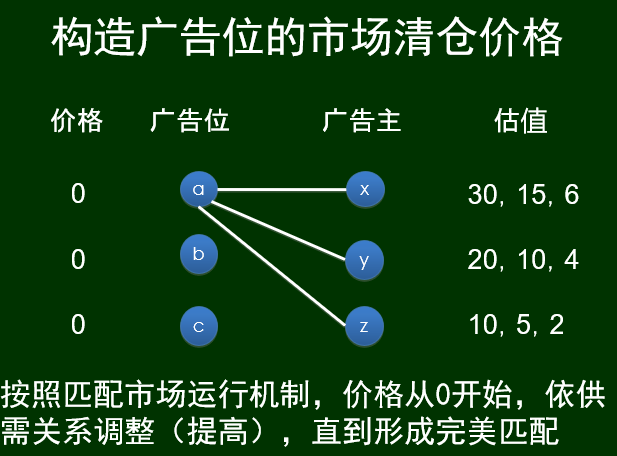 构造广告位的市场清仓价格
价格 广告位 广告主 估值
0 a x 30, 15, 6
0 b y 20, 10, 4
0 c z 10, 5, 2
按照匹配市场运行机制，价格从0开始，依供
需关系调整（提高），直到形成完美匹配